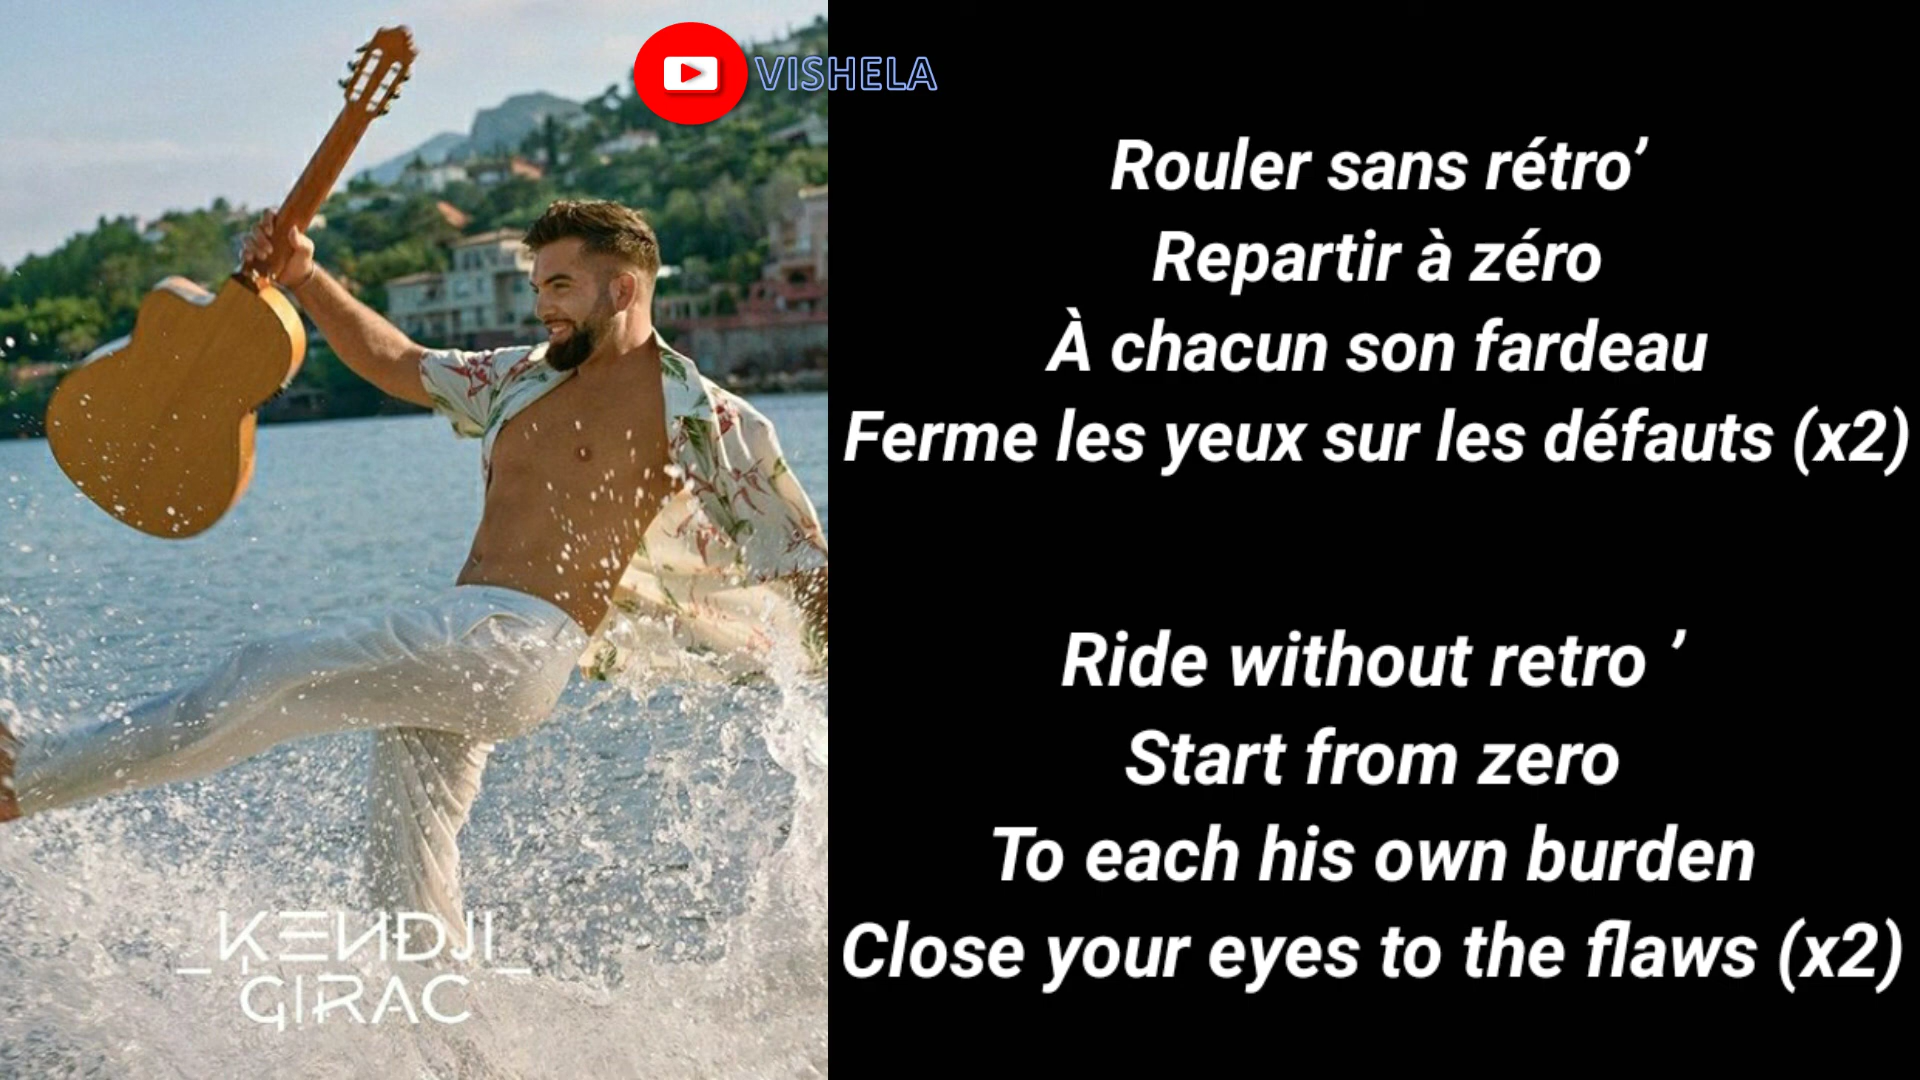 VISHELA
Rouler sans rétro’
Repartir à zéro
À chacun son fardeau
Ferme les yeux sur les défauts (x2)
Ride without retro ’
Start from zero
To each his own burden
Close your eyes to the flaws (x2)
KENDJI
GIRAC